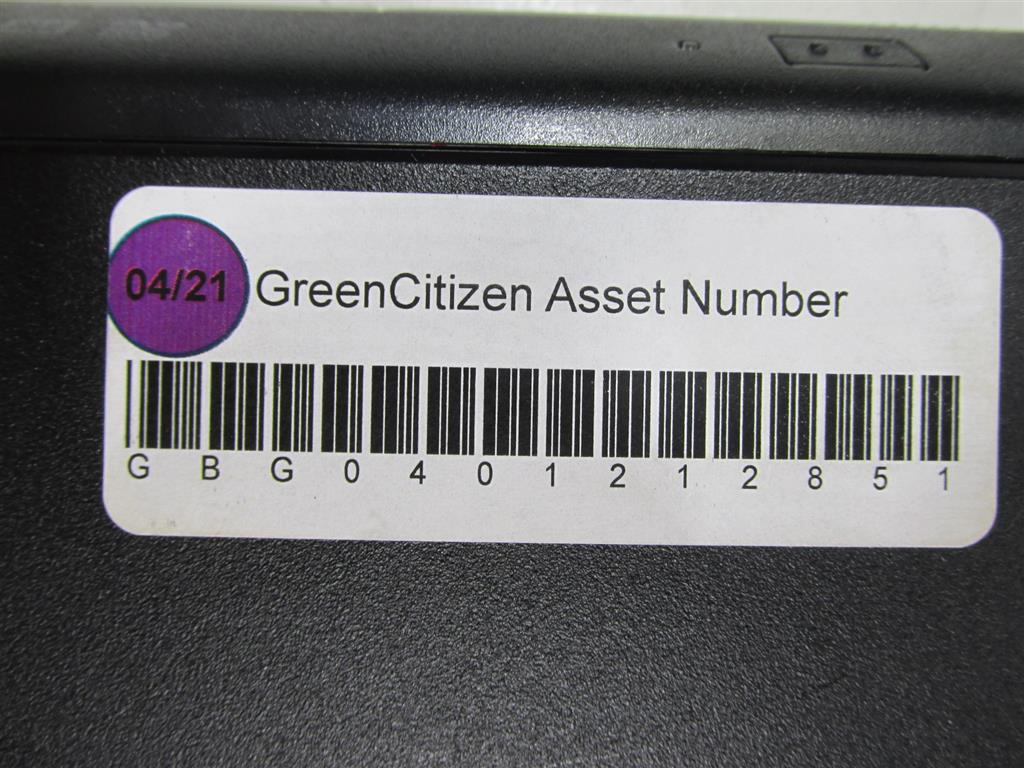 04/21 GreenCitizen Asset Number
G B G 0 4 0 1 2 1 2 8 5 1